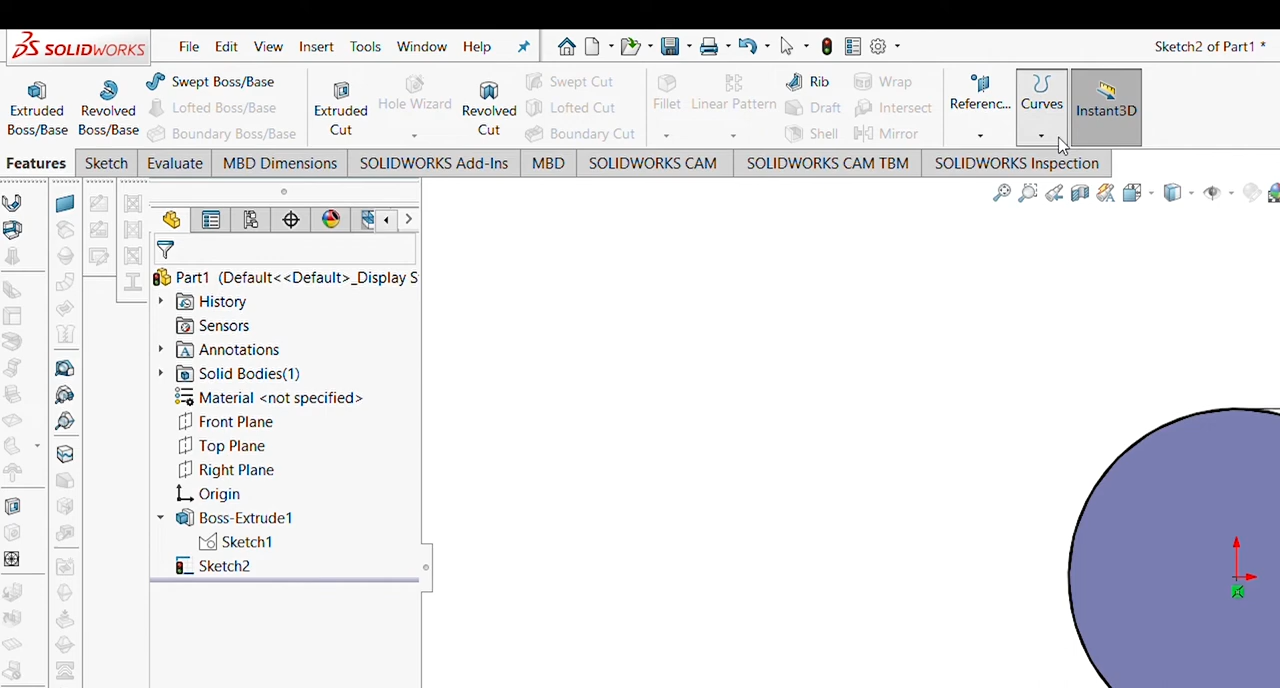 SOLIDWORKS File Edit View Insert Tools Window Help Sketch2 of Part1 *
Extruded Boss/Base
Revolved Boss/Base
Swept Boss/Base
Lofted Boss/Base
Boundary Boss/Base
Extruded Cut
Hole Wizard
Revolved Cut
Swept Cut
Lofted Cut
Boundary Cut
Fillet
Linear Pattern
Rib
Draft
Shell
Wrap
Intersect
Mirror
Referenc...
Curves
Instant3D
Features Sketch Evaluate MBD Dimensions SOLIDWORKS Add-Ins MBD SOLIDWORKS CAM SOLIDWORKS CAM TBM SOLIDWORKS Inspection
Part1 (Default<<Default>_Display S
History
Sensors
Annotations
Solid Bodies(1)
Material <not specified>
Front Plane
Top Plane
Right Plane
Origin
Boss-Extrude1
Sketch1
Sketch2